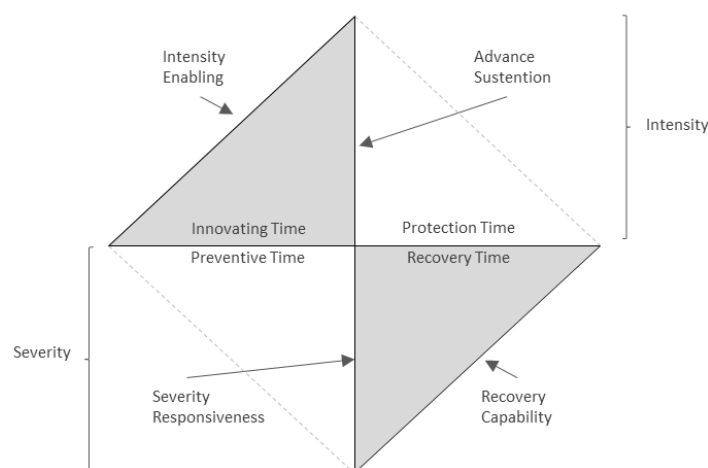 Intensity
Enabling
Advance
Sustention
Intensity
Innovating Time
Protection Time
Preventive Time
Recovery Time
Severity
Severity
Responsiveness
Recovery
Capability